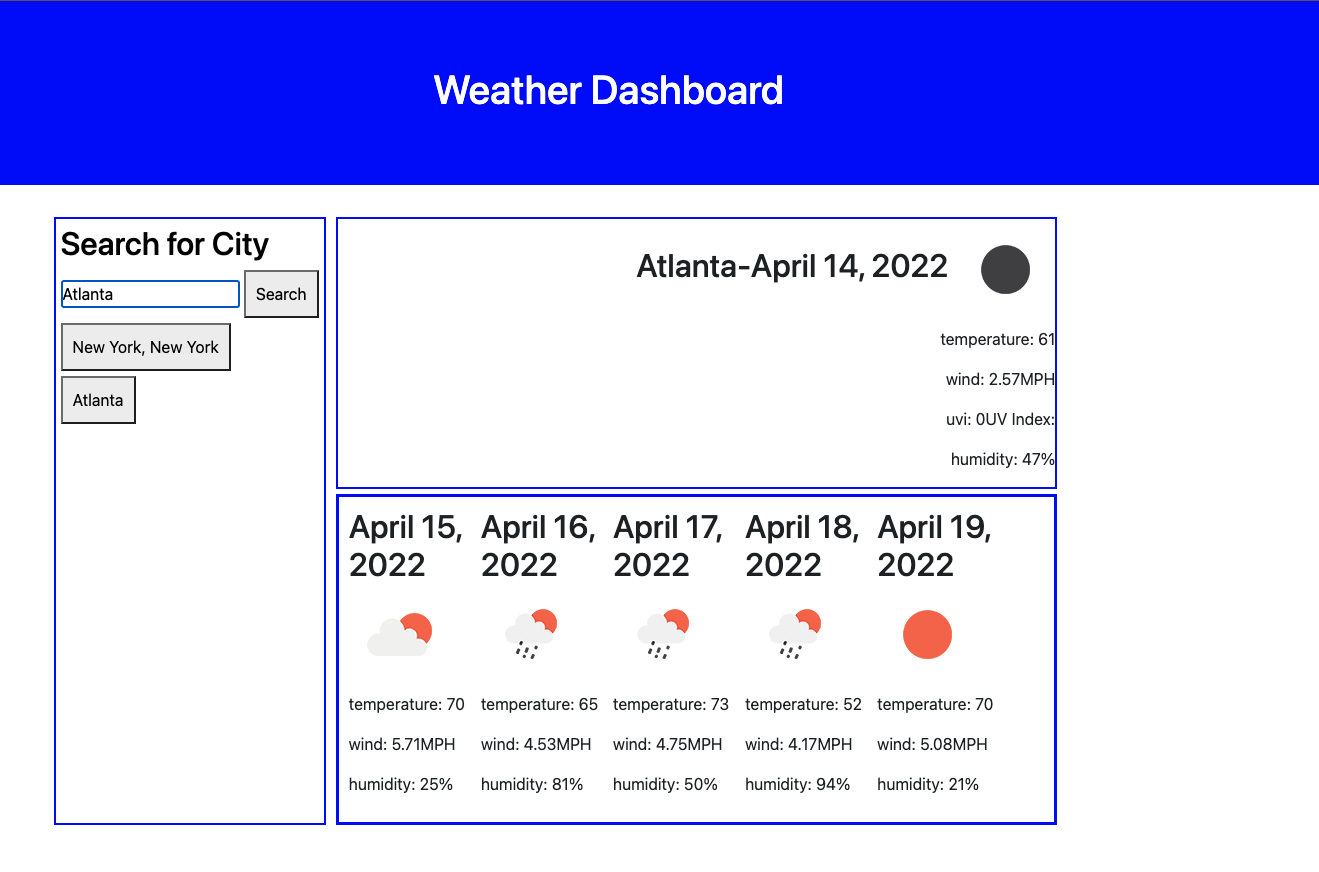 Weather Dashboard
Search for City
Atlanta
Search
New York, New York
Atlanta
Atlanta-April 14, 2022
temperature: 61
wind: 2.57MPH
uvi: 0UV Index:
humidity: 47%
April 15,
2022
temperature: 70
wind: 5.71MPH
humidity: 25%
April 16,
2022
temperature: 65
wind: 4.53MPH
humidity: 81%
April 17,
2022
temperature: 73
wind: 4.75MPH
humidity: 50%
April 18,
2022
temperature: 52
wind: 4.17MPH
humidity: 94%
April 19,
2022
temperature: 70
wind: 5.08MPH
humidity: 21%